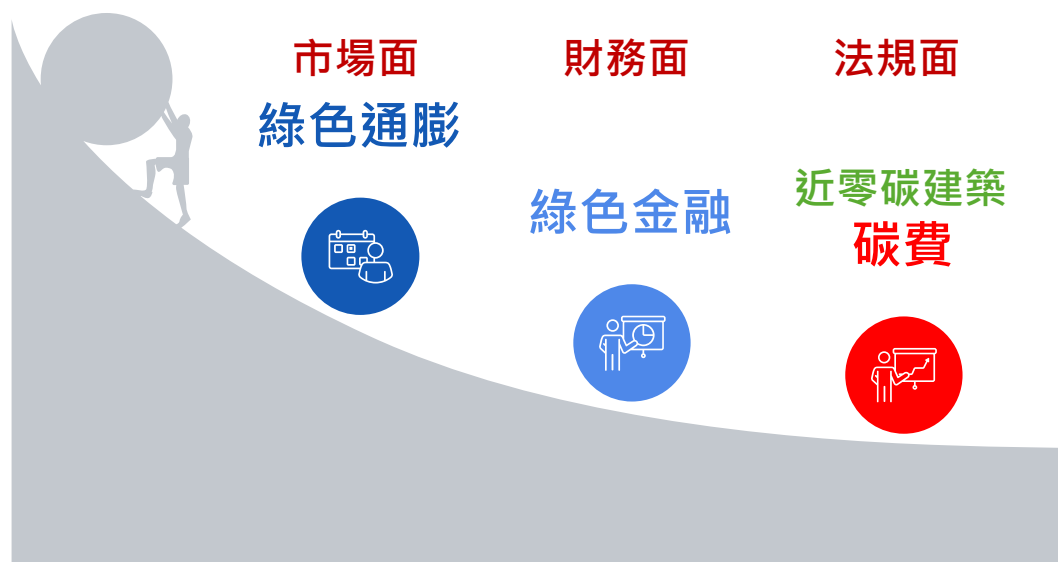 市場面
綠色通膨
財務面
綠色金融
法規面
近零碳建築
碳費